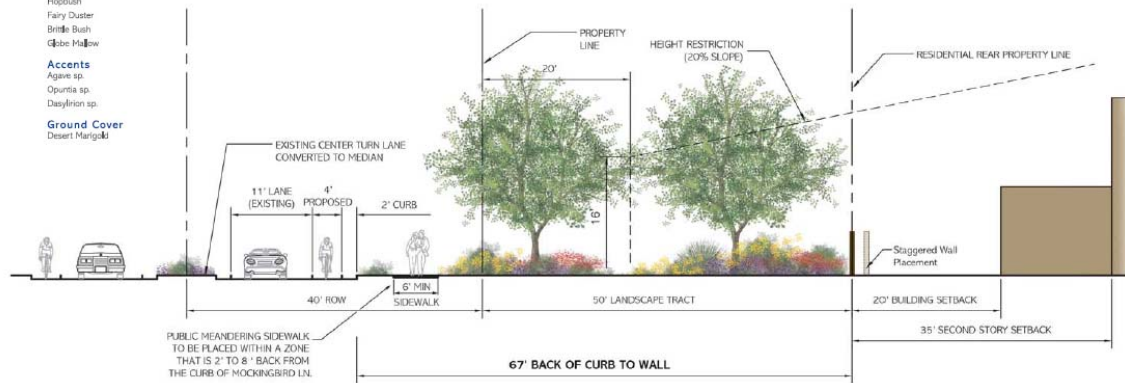 Hopbush
Fairy Duster
Brittle Bush
Globe Mallow
Accents
Agave sp.
Opuntia sp.
Dasylirion sp.
Ground Cover
Desert Marigold
EXISTING CENTER TURN LANE
CONVERTED TO MEDIAN
11' LANE
(EXISTING)
4'
PROPOSED
2' CURB
PROPERTY
LINE
20'
HEIGHT RESTRICTION
(20% SLOPE)
RESIDENTIAL REAR PROPERTY LINE
16'
Staggered Wall
Placement
6' MIN
SIDEWALK
40' ROW
50' LANDSCAPE TRACT
20' BUILDING SETBACK
35' SECOND STORY SETBACK
PUBLIC MEANDERING SIDEWALK
TO BE PLACED WITHIN A ZONE
THAT IS 2' TO 8 ' BACK FROM
THE CURB OF MOCKINGBIRD LN.
67' BACK OF CURB TO WALL